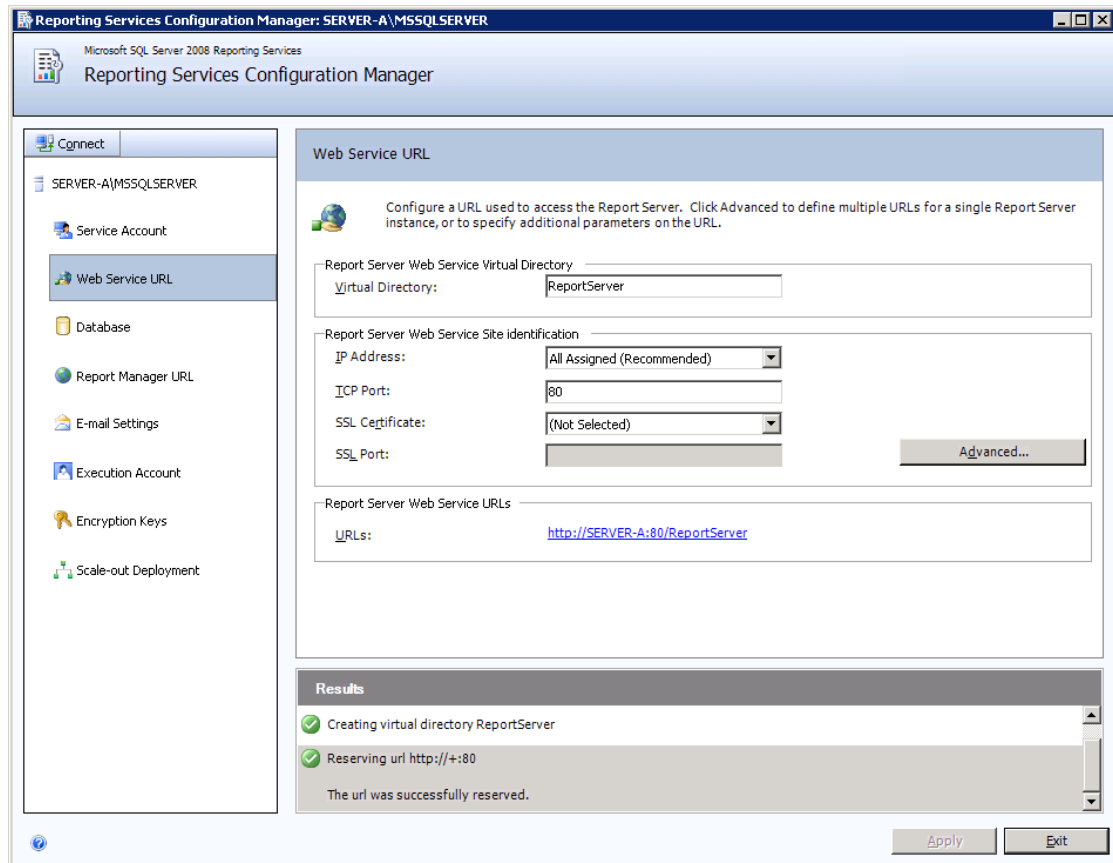 Reporting Services Configuration Manager: SERVER-A\MSSQLSERVER
Microsoft SQL Server 2008 Reporting Services
Reporting Services Configuration Manager
Connect
SERVER-A\MSSQLSERVER
Service Account
Web Service URL
Database
Report Manager URL
E-mail Settings
Execution Account
Encryption Keys
Scale-out Deployment
Web Service URL
Configure a URL used to access the Report Server. Click Advanced to define multiple URLs for a single Report Server
instance, or to specify additional parameters on the URL.
Report Server Web Service Virtual Directory
Virtual Directory: ReportServer
Report Server Web Service Site identification
IP Address: All Assigned (Recommended)
TCP Port: 80
SSL Certificate: (Not Selected)
SSL Port:
Advanced...
Report Server Web Service URLs
URLs: http://SERVER-A:80/ReportServer
Results
Creating virtual directory ReportServer
Reserving url http://+:80
The url was successfully reserved.
Apply
Exit